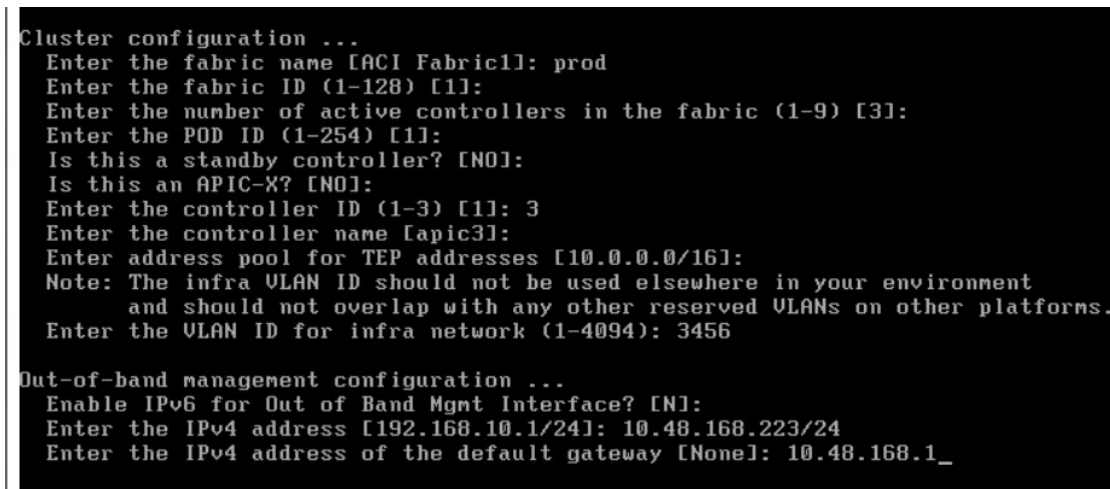 Cluster configuration ...
Enter the fabric name [ACI Fabric1]: prod
Enter the fabric ID (1-128) [1]:
Enter the number of active controllers in the fabric (1-9) [3]:
Enter the POD ID (1-254) [1]:
Is this a standby controller? [NO]:
Is this an APIC-X? [NO]:
Enter the controller ID (1-3) [1]: 3
Enter the controller name [apic3]:
Enter address pool for TEP addresses [10.0.0.0/16]:
Note: The infra VLAN ID should not be used elsewhere in your environment
and should not overlap with any other reserved VLANs on other platforms.
Enter the VLAN ID for infra network (1-4094): 3456
Out-of-band management configuration ...
Enable IPv6 for Out of Band Mgmt Interface? [N]:
Enter the IPv4 address [192.168.10.1/24]: 10.48.168.223/24
Enter the IPv4 address of the default gateway [None]: 10.48.168.1_